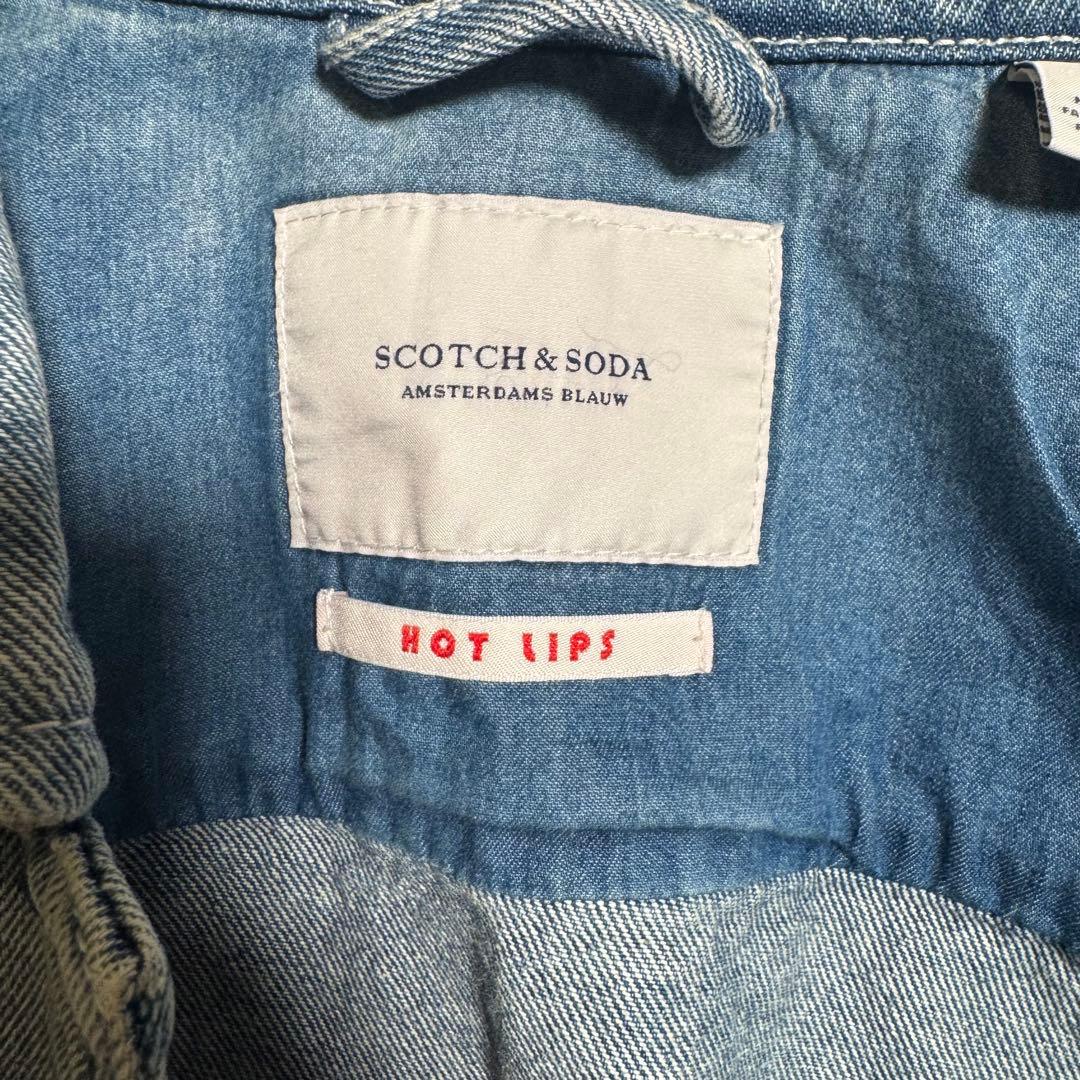 SCOTCH & SODA
AMSTERDAMS BLAUW
HOT LIPS